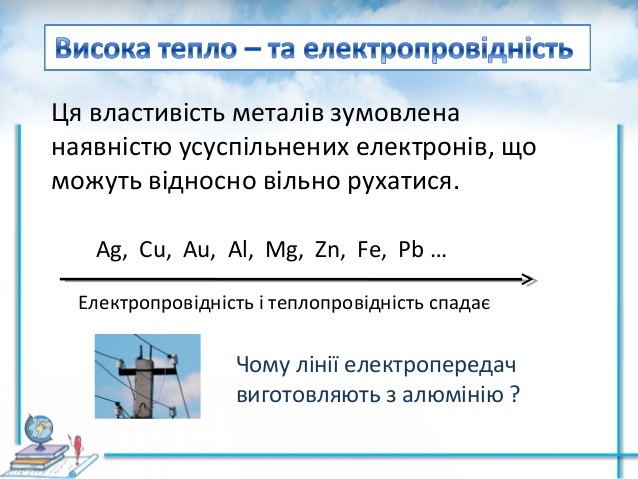 Висока тепло – та електропровідність
Ця властивість металів зумовлена
наявністю усуспільнених електронів, що
можуть відносно вільно рухатися.
Ag, Cu, Au, Al, Mg, Zn, Fe, Pb …
Електропровідність і теплопровідність спадає
Чому лінії електропередач
виготовляють з алюмінію ?